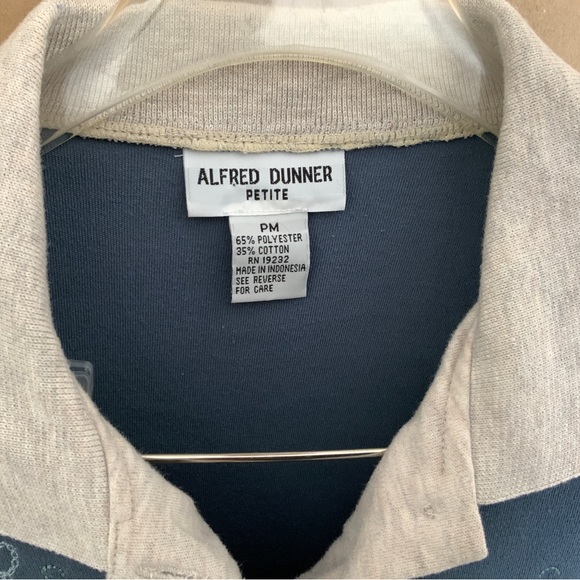 ALFRED DUNNER
PETITE
PM
65% POLYESTER
35% COTTON
RN 19232
MADE IN INDONESIA
SEE REVERSE
FOR CARE